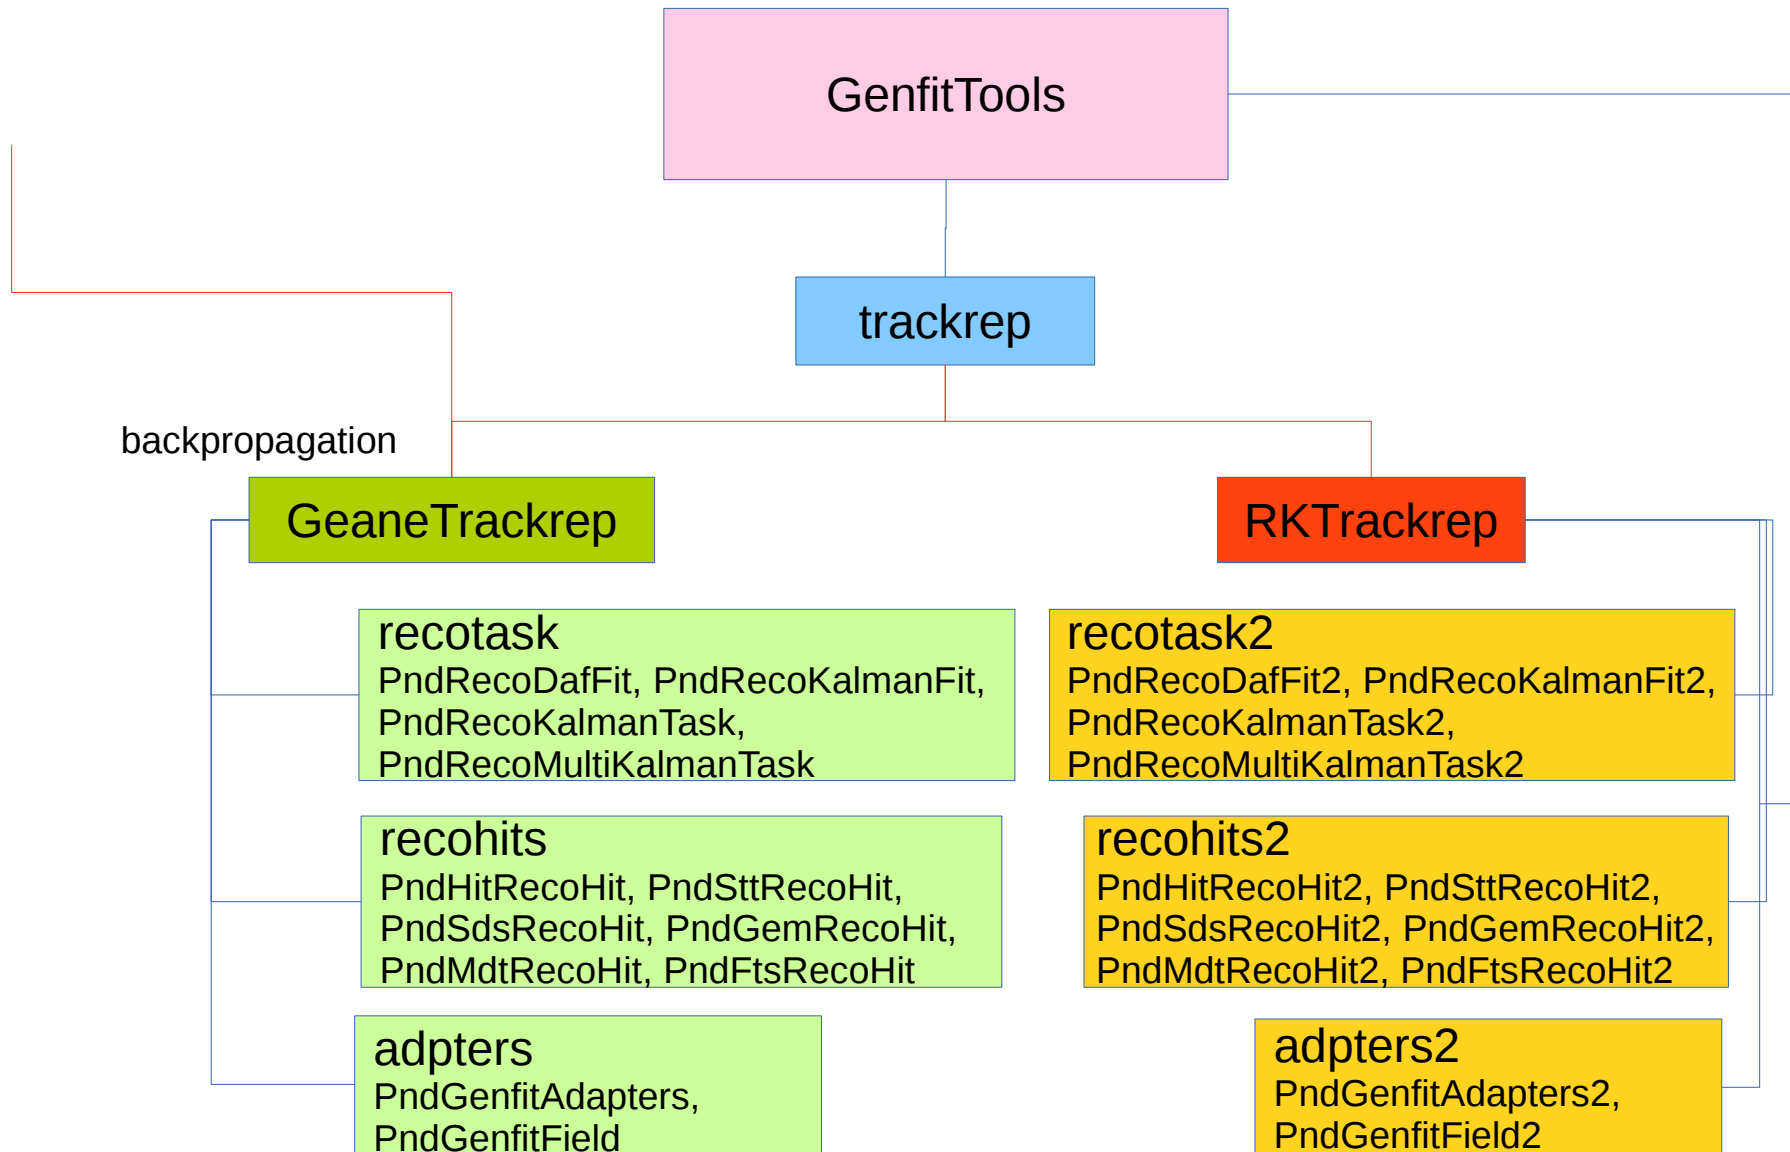 GenfitTools
trackrep
backpropagation
GeaneTrackrep
RKTrackrep
recotask
PndRecoDafFit, PndRecoKalmanFit,
PndRecoKalmanTask,
PndRecoMultiKalmanTask
recotask2
PndRecoDafFit2, PndRecoKalmanFit2,
PndRecoKalmanTask2,
PndRecoMultiKalmanTask2
recohits
PndHitRecoHit, PndSttRecoHit,
PndSdsRecoHit, PndGemRecoHit,
PndMdtRecoHit, PndFtsRecoHit
recohits2
PndHitRecoHit2, PndSttRecoHit2,
PndSdsRecoHit2, PndGemRecoHit2,
PndMdtRecoHit2, PndFtsRecoHit2
adpters
PndGenfitAdapters,
PndGenfitField
adpters2
PndGenfitAdapters2,
PndGenfitField2